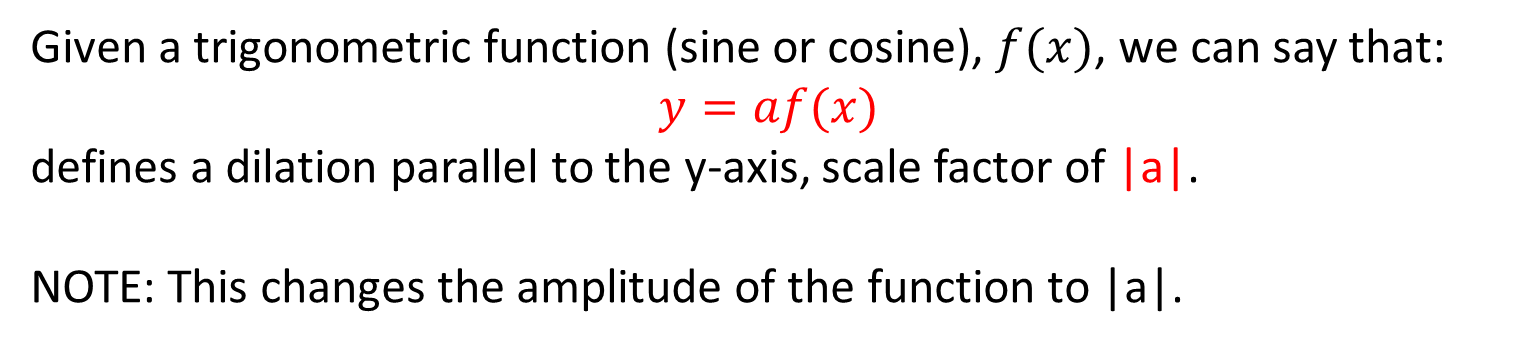 Given a trigonometric function (sine or cosine), f(x), we can say that:
y = af(x)
defines a dilation parallel to the y-axis, scale factor of |a|.
NOTE: This changes the amplitude of the function to |a|.